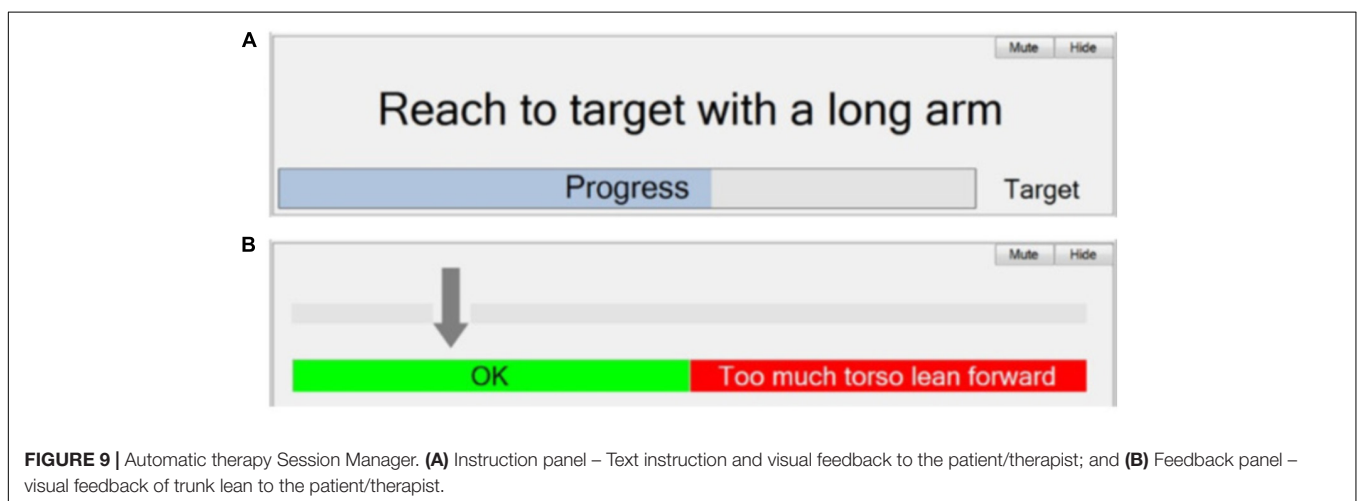 A
Mute Hide
Reach to target with a long arm
Progress
Target
B
Mute Hide
OK
Too much torso lean forward
FIGURE 9 | Automatic therapy Session Manager. (A) Instruction panel – Text instruction and visual feedback to the patient/therapist; and (B) Feedback panel –
visual feedback of trunk lean to the patient/therapist.